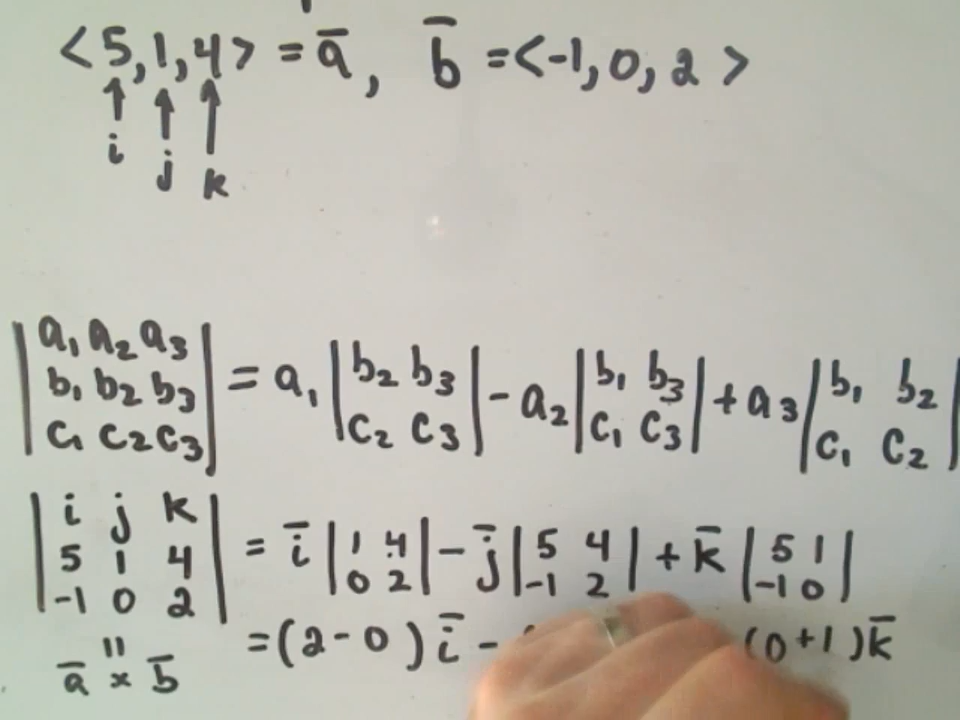 <5, 1, 4> = a̅, b̅ = <-1, 0, 2>
i j k
|a₁ a₂ a₃|
|b₁ b₂ b₃| = a₁ |b₂ b₃| - a₂ |b₁ b₃| + a₃ |b₁ b₂|
|c₁ c₂ c₃| |c₂ c₃| |c₁ c₃| |c₁ c₂|
|i j k|
|5 1 4| = i̅ |1 4| - j̅ |5 4| + k̅ |5 1|
|-1 0 2| |0 2| |-1 2| |-1 0|
= (2-0) i̅ - (0+1) k̅
"
a̅ × b̅